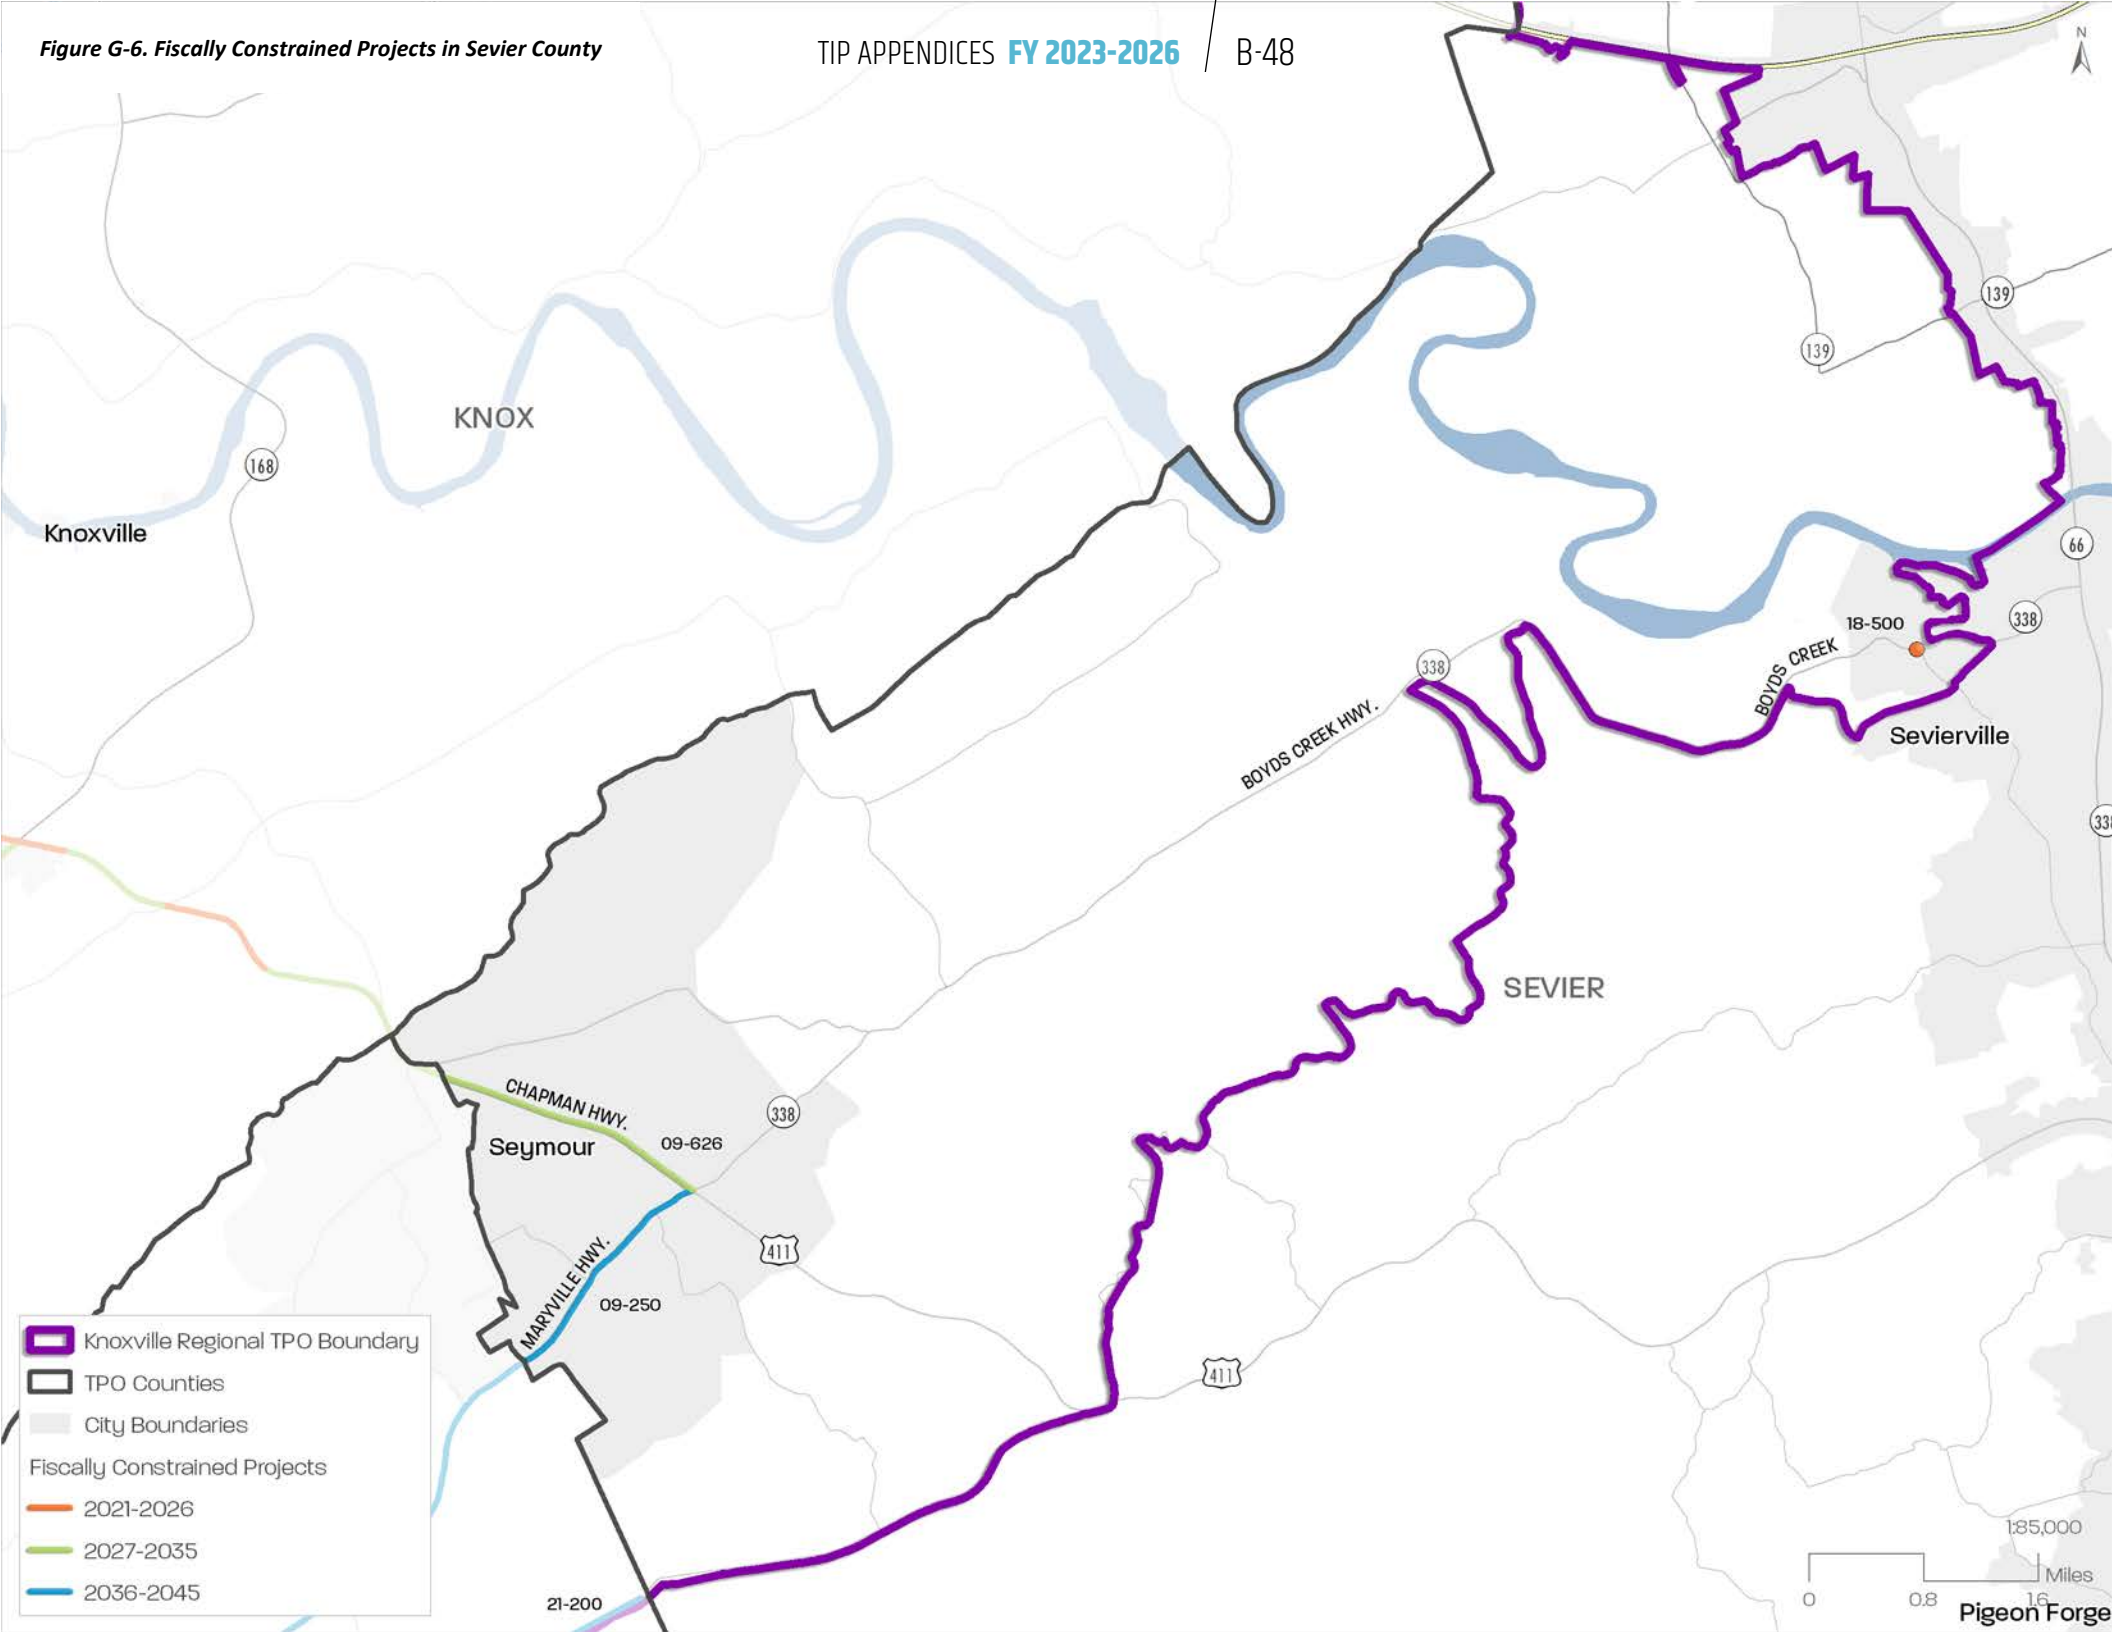 Figure G-6. Fiscally Constrained Projects in Sevier County
TIP APPENDICES FY 2023-2026 / B-48
N
139
139
KNOX
168
Knoxville
66
18-500
338
BOYDS CREEK
338
BOYDS CREEK HWY.
Sevierville
338
SEVIER
CHAPMAN HWY.
338
Seymour
09-626
411
MARYVILLE HWY.
09-250
411
Knoxville Regional TPO Boundary
TPO Counties
City Boundaries
Fiscally Constrained Projects
2021-2026
2027-2035
2036-2045
21-200
1:85,000
Miles
0 0.8 1.6
Pigeon Forge